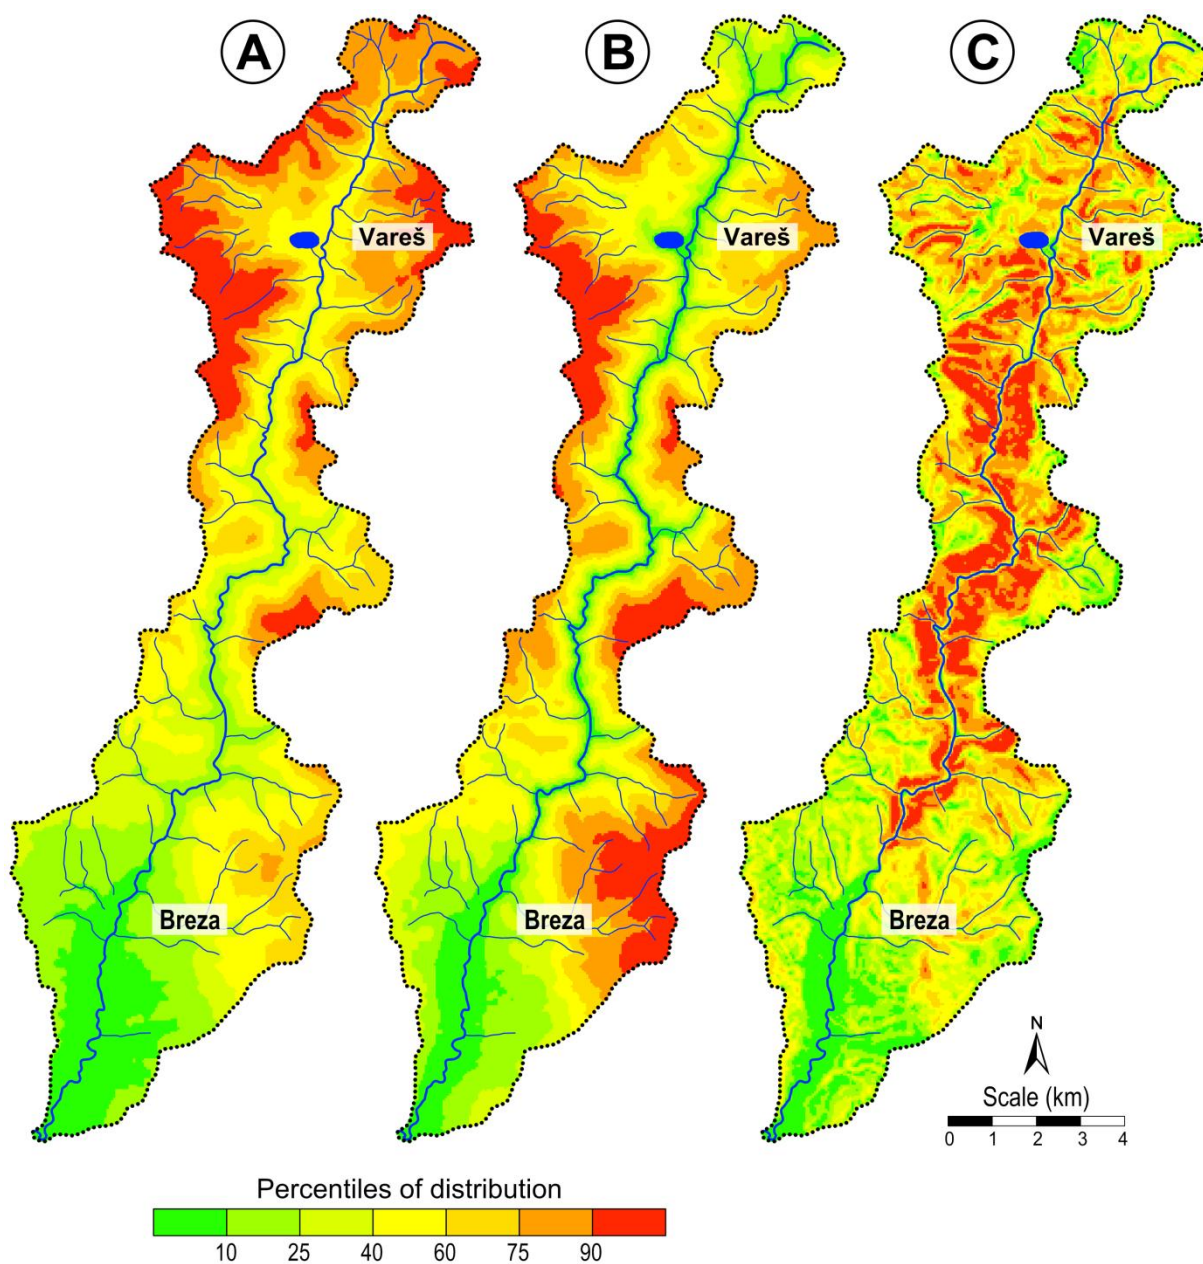 A
B
C
Vareš
Vareš
Vareš
Breza
Breza
Breza
N
Scale (km)
0 1 2 3 4
Percentiles of distribution
10 25 40 60 75 90